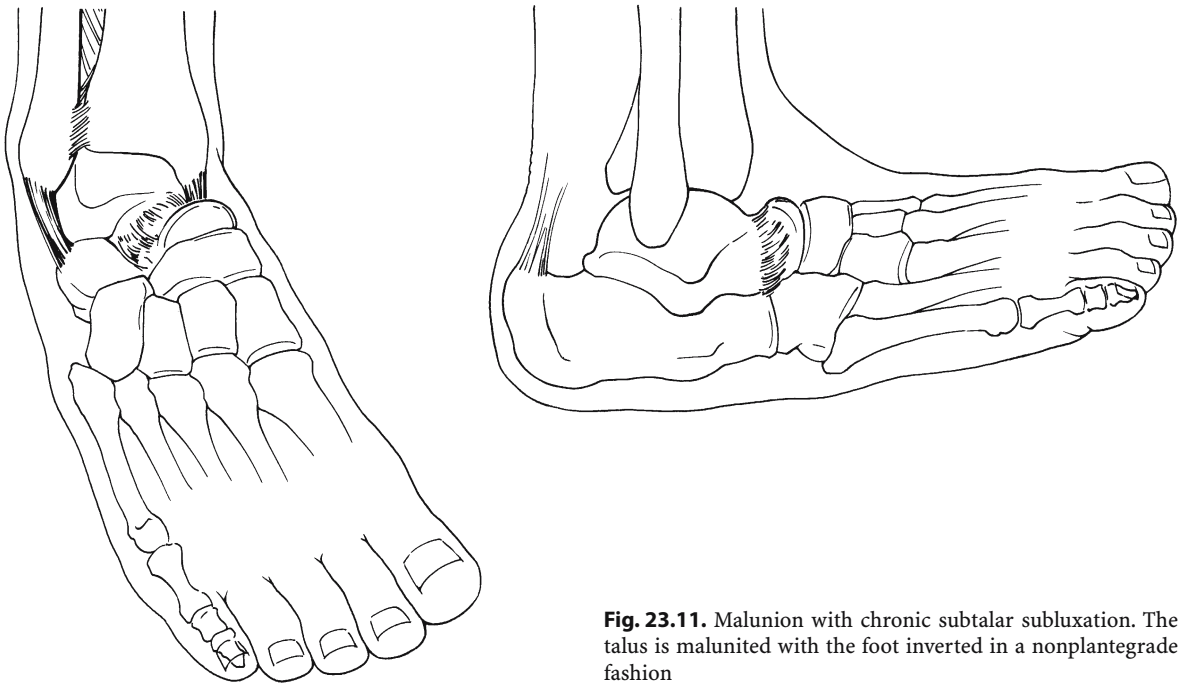 Fig. 23.11. Malunion with chronic subtalar subluxation. The
talus is malunited with the foot inverted in a nonplantegrade
fashion